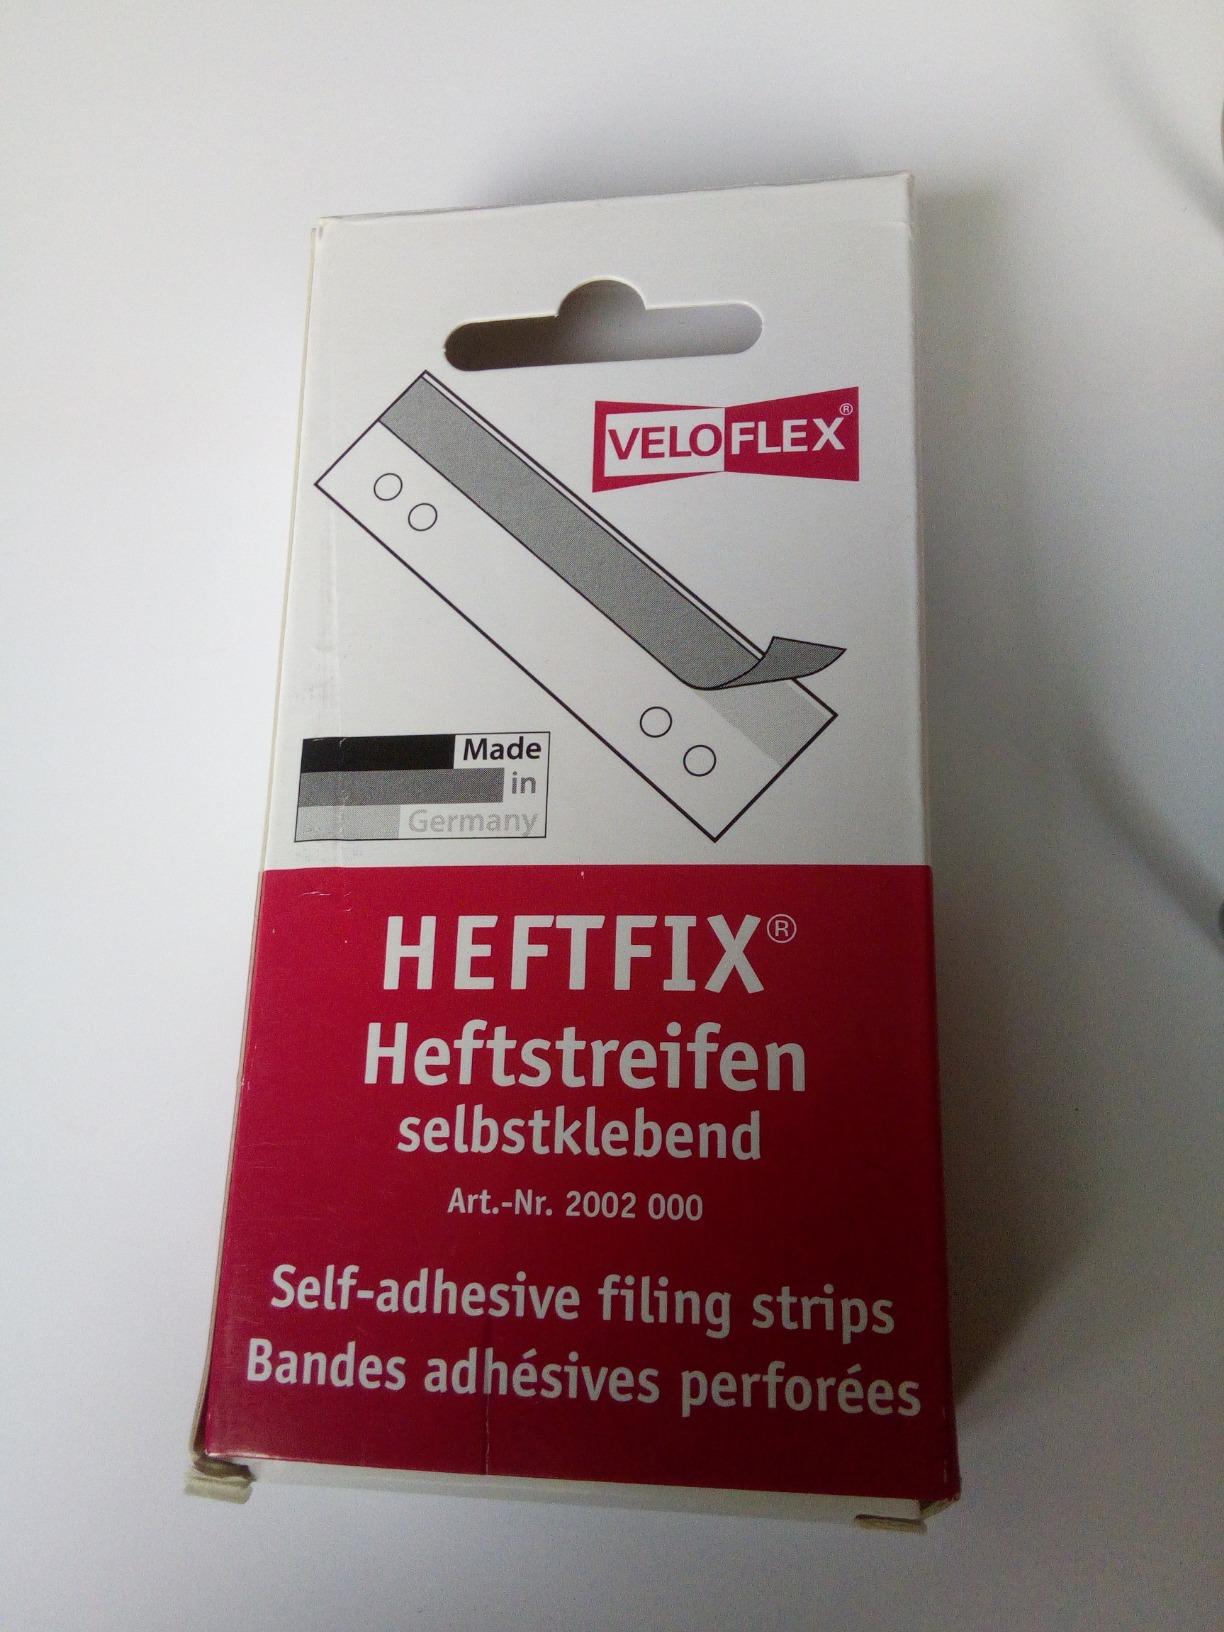 VELOFLEX®
Made
in
Germany
HEFTFIX®
Heftstreifen
selbstklebend
Art.-Nr. 2002 000
Self-adhesive filing strips
Bandes adhésives perforées